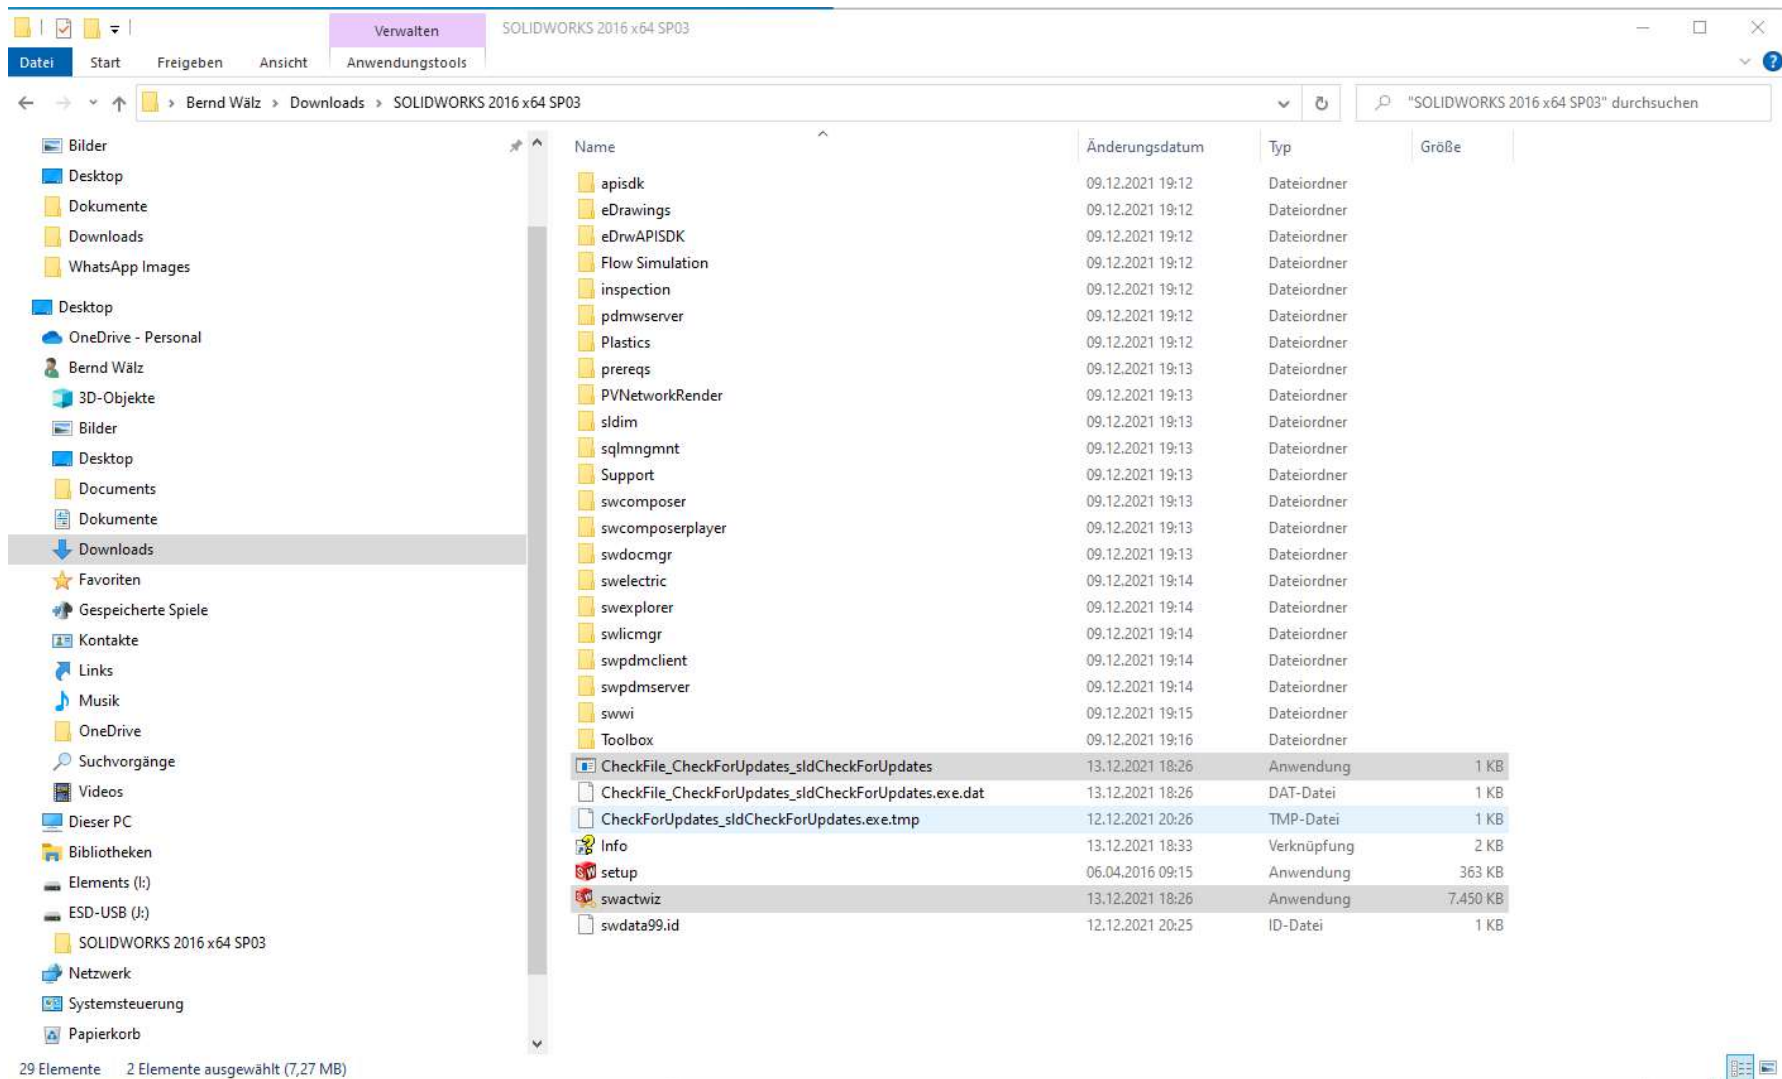 Verwalten SOLIDWORKS 2016 x64 SP03
Datei Start Freigeben Ansicht Anwendungstools
Bernd Wälz > Downloads > SOLIDWORKS 2016 x64 SP03 "SOLIDWORKS 2016 x64 SP03" durchsuchen
Bilder
Desktop
Dokumente
Downloads
WhatsApp Images
Desktop
OneDrive - Personal
Bernd Wälz
3D-Objekte
Bilder
Desktop
Documents
Dokumente
Downloads
Favoriten
Gespeicherte Spiele
Kontakte
Links
Musik
OneDrive
Suchvorgänge
Videos
Dieser PC
Bibliotheken
Elements (I:)
ESD-USB (J:)
SOLIDWORKS 2016 x64 SP03
Netzwerk
Systemsteuerung
Papierkorb
Name Änderungsdatum Typ Größe
apisdk 09.12.2021 19:12 Dateiordner
eDrawings 09.12.2021 19:12 Dateiordner
eDrwAPISDK 09.12.2021 19:12 Dateiordner
Flow Simulation 09.12.2021 19:12 Dateiordner
inspection 09.12.2021 19:12 Dateiordner
pdmwserver 09.12.2021 19:12 Dateiordner
Plastics 09.12.2021 19:12 Dateiordner
prereqs 09.12.2021 19:13 Dateiordner
PVNetworkRender 09.12.2021 19:13 Dateiordner
sldim 09.12.2021 19:13 Dateiordner
sqlmngmnt 09.12.2021 19:13 Dateiordner
Support 09.12.2021 19:13 Dateiordner
swcomposer 09.12.2021 19:13 Dateiordner
swcomposerplayer 09.12.2021 19:13 Dateiordner
swdocmgr 09.12.2021 19:13 Dateiordner
swelectric 09.12.2021 19:14 Dateiordner
swexplorer 09.12.2021 19:14 Dateiordner
swlicmgr 09.12.2021 19:14 Dateiordner
swpdmclient 09.12.2021 19:14 Dateiordner
swpdmserver 09.12.2021 19:14 Dateiordner
swwi 09.12.2021 19:15 Dateiordner
Toolbox 09.12.2021 19:16 Dateiordner
CheckFile_CheckForUpdates_sldCheckForUpdates 13.12.2021 18:26 Anwendung 1 KB
CheckFile_CheckForUpdates_sldCheckForUpdates.exe.dat 13.12.2021 18:26 DAT-Datei 1 KB
CheckForUpdates_sldCheckForUpdates.exe.tmp 12.12.2021 20:26 TMP-Datei 1 KB
Info 13.12.2021 18:33 Verknüpfung 2 KB
setup 06.04.2016 09:15 Anwendung 363 KB
swactwiz 13.12.2021 18:26 Anwendung 7.450 KB
swdata99.id 12.12.2021 20:25 ID-Datei 1 KB
29 Elemente 2 Elemente ausgewählt (7,27 MB)